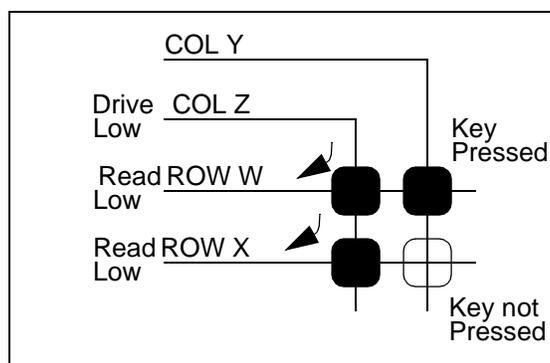 COL Y
Drive COL Z
Low
Key
Pressed
Read ROW W
Low
Read ROW X
Low
Key not
Pressed